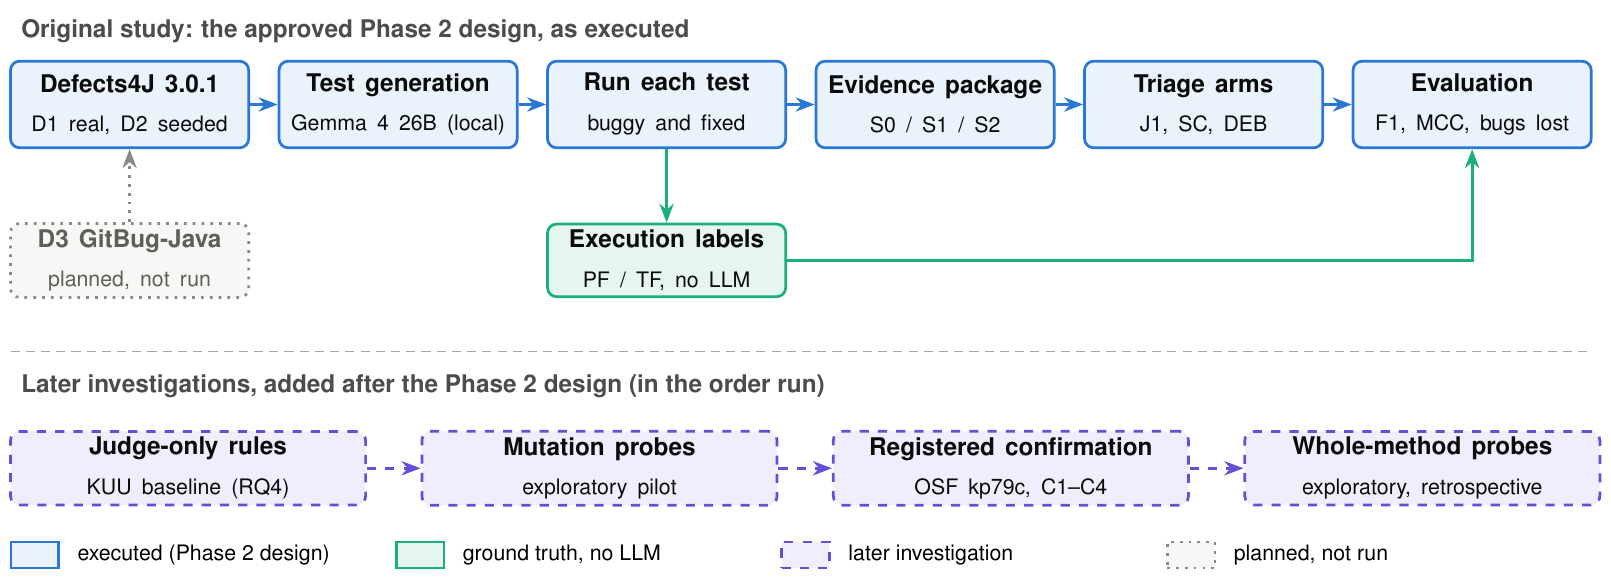 Original study: the approved Phase 2 design, as executed
Defects4J 3.0.1
D1 real, D2 seeded
Test generation
Gemma 4 26B (local)
Run each test
buggy and fixed
Evidence package
S0 / S1 / S2
Triage arms
J1, SC, DEB
Evaluation
F1, MCC, bugs lost
D3 GitBug-Java
planned, not run
Execution labels
PF / TF, no LLM
Later investigations, added after the Phase 2 design (in the order run)
Judge-only rules
KUU baseline (RQ4)
Mutation probes
exploratory pilot
Registered confirmation
OSF kp79c, C1–C4
Whole-method probes
exploratory, retrospective
executed (Phase 2 design)
ground truth, no LLM
later investigation
planned, not run